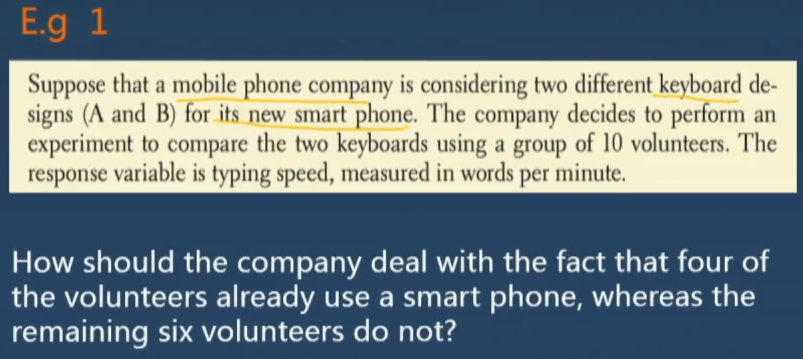 E.g 1
Suppose that a mobile phone company is considering two different keyboard de-
signs (A and B) for its new smart phone. The company decides to perform an
experiment to compare the two keyboards using a group of 10 volunteers. The
response variable is typing speed, measured in words per minute.
How should the company deal with the fact that four of
the volunteers already use a smart phone, whereas the
remaining six volunteers do not?